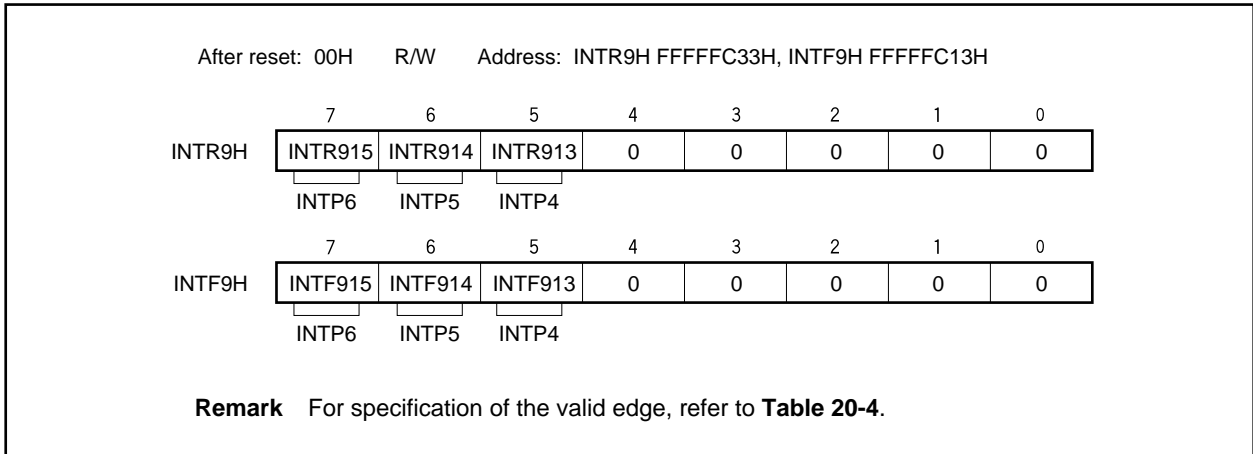 After reset: 00H R/W Address: INTR9H FFFFFC33H, INTF9H FFFFFC13H
7 6 5 4 3 2 1 0
INTR9H INTR915 INTR914 INTR913 0 0 0 0 0
INTP6 INTP5 INTP4
7 6 5 4 3 2 1 0
INTF9H INTF915 INTF914 INTF913 0 0 0 0 0
INTP6 INTP5 INTP4
Remark For specification of the valid edge, refer to Table 20-4.